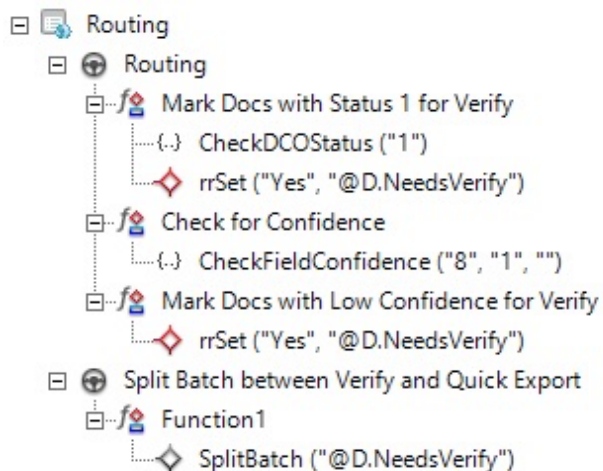 Routing
Routing
Mark Docs with Status 1 for Verify
{..} CheckDCOStatus ("1")
rrSet ("Yes", "@D.NeedsVerify")
Check for Confidence
{..} CheckFieldConfidence ("8", "1", "")
Mark Docs with Low Confidence for Verify
rrSet ("Yes", "@D.NeedsVerify")
Split Batch between Verify and Quick Export
Function1
SplitBatch ("@D.NeedsVerify")